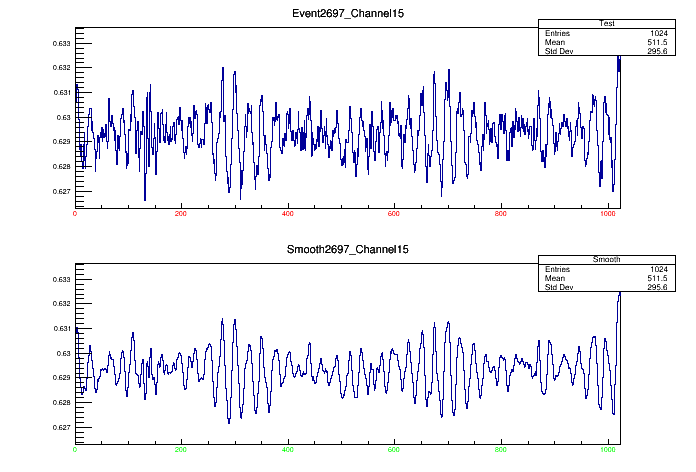 Event2697_Channel15
Test
Entries 1024
Mean 511.5
Std Dev 295.6
0.633
0.632
0.631
0.63
0.629
0.628
0.627
0 200 400 600 800 1000
Smooth2697_Channel15
Smooth
Entries 1024
Mean 511.5
Std Dev 295.6
0.633
0.632
0.631
0.63
0.629
0.628
0.627
0 200 400 600 800 1000